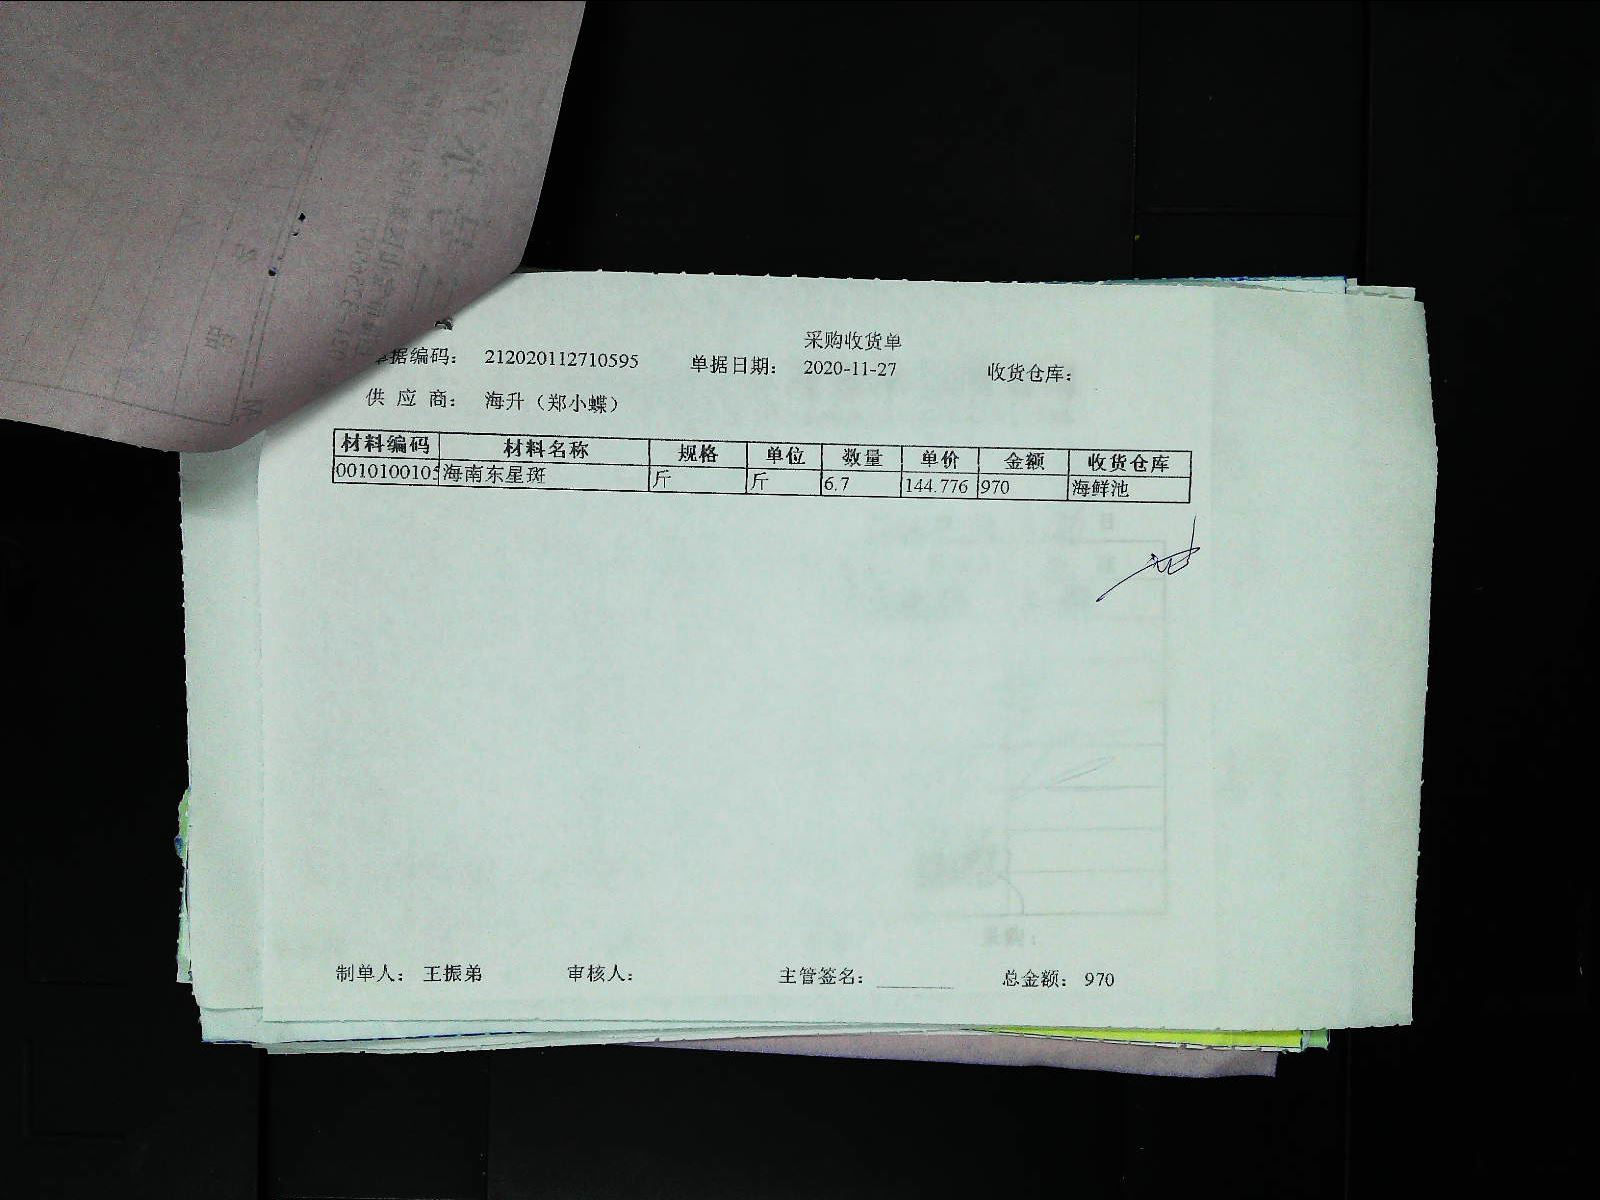 采购收货单
单据编码： 212020112710595 单据日期： 2020-11-27 收货仓库：
供 应 商： 海升（郑小蝶）
材料编码 材料名称 规格 单位 数量 单价 金额 收货仓库
0010100105 海南东星斑 斤 斤 6.7 144.776 970 海鲜池
制单人： 王振弟 审核人： 主管签名： ________ 总金额： 970